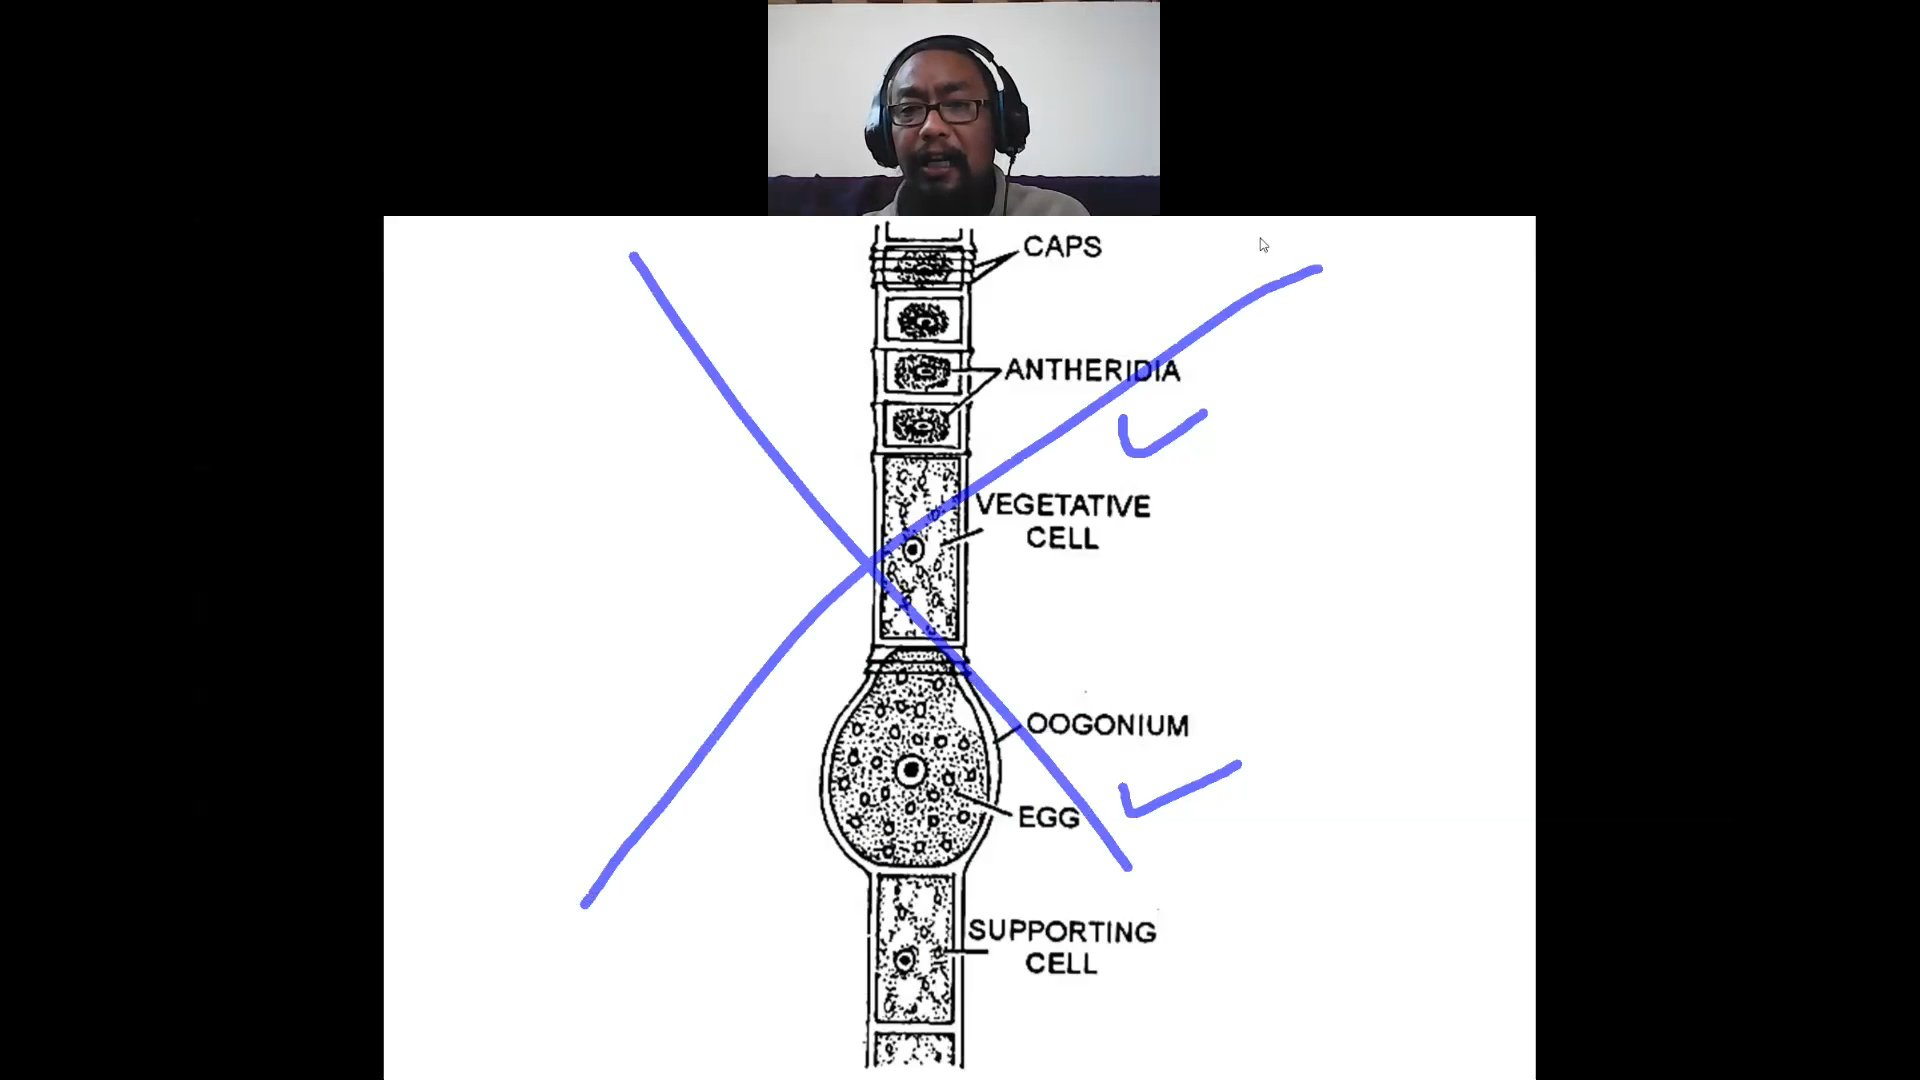 CAPS
ANTHERIDIA
VEGETATIVE
CELL
OOGONIUM
EGG
SUPPORTING
CELL